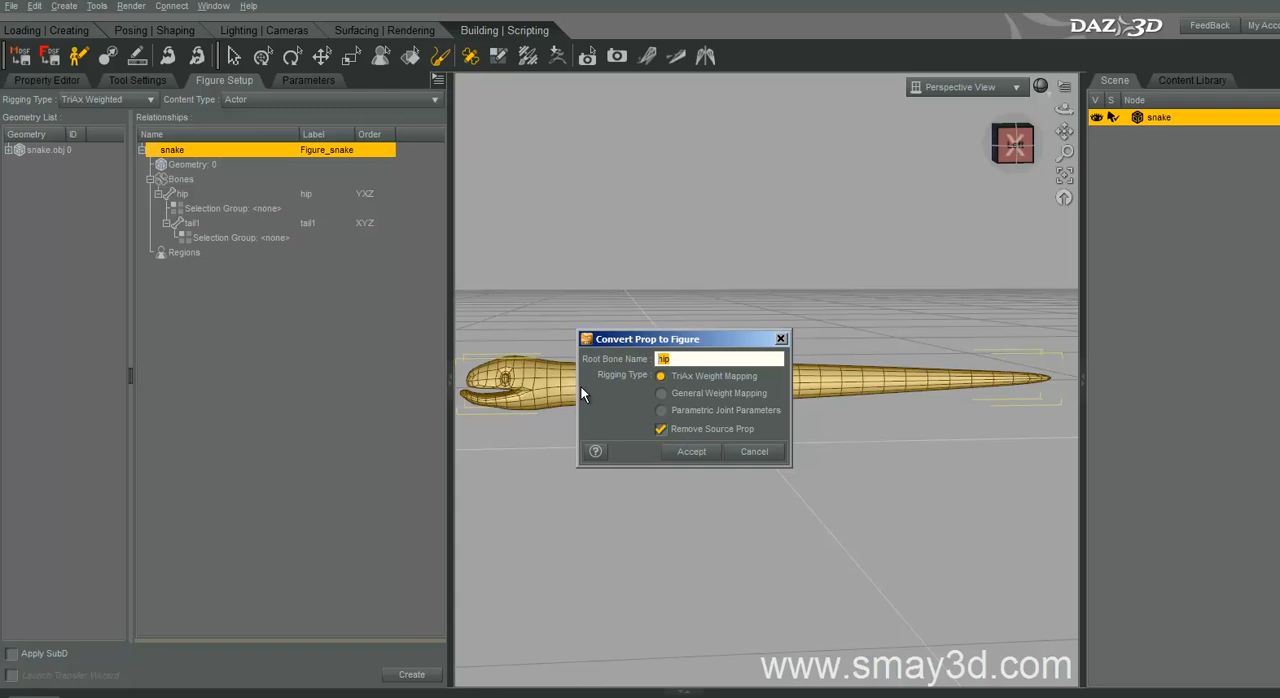 File Edit Create Tools Render Connect Window Help
Loading | Creating Posing | Shaping Lighting | Cameras Surfacing | Rendering Building | Scripting DAZ3D FeedBack My Acco
Property Editor Tool Settings Figure Setup Parameters
Perspective View
Scene Content Library
Rigging Type : TriAx Weighted Content Type : Actor
V S Node
Geometry List : Relationships :
snake
Geometry ID Name Label Order
snake.obj 0 snake Figure_snake
Geometry: 0
Bones
hip hip YXZ
Selection Group: <none>
tail1 tail1 XYZ
Selection Group: <none>
Regions
Left
Convert Prop to Figure
Root Bone Name : hip
Rigging Type : TriAx Weight Mapping
General Weight Mapping
Parametric Joint Parameters
Remove Source Prop
? Accept Cancel
Apply SubD
Launch Transfer Wizard
Create
www.smay3d.com